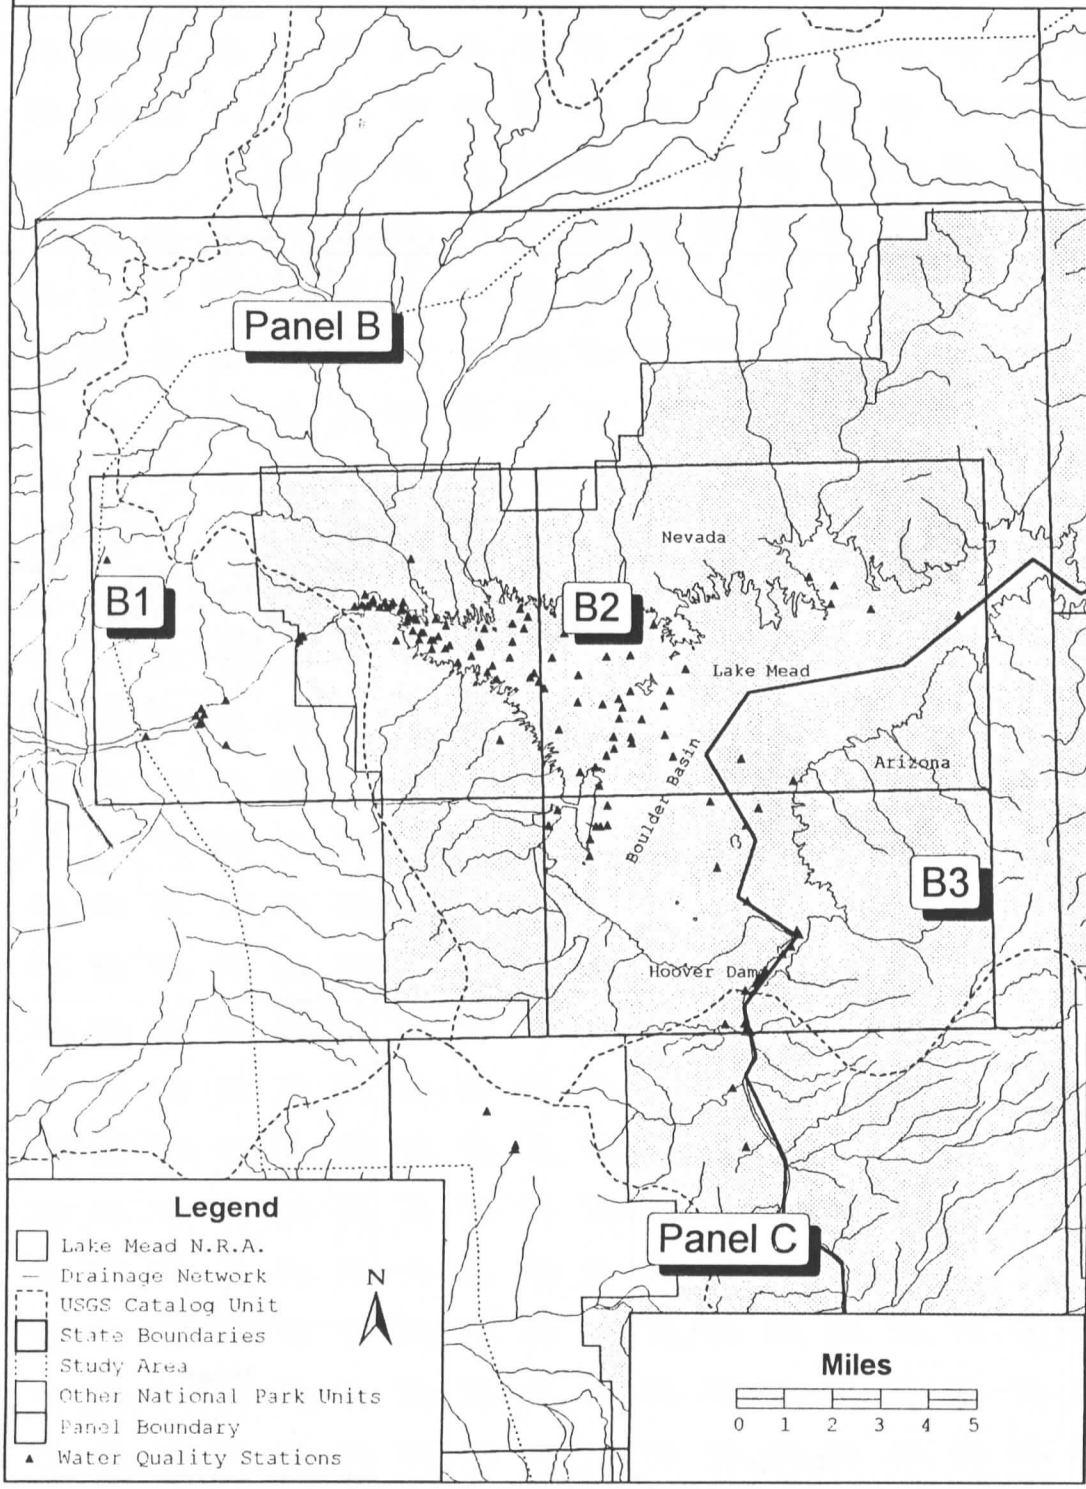 Panel B
Nevada
B1
B2
Lake Mead
Arizona
Boulder Basin
B3
Hoover Dam
Panel C
Legend
Lake Mead N.R.A.
Drainage Network
USGS Catalog Unit
State Boundaries
Study Area
Other National Park Units
Panel Boundary
Water Quality Stations
N
Miles
0 1 2 3 4 5